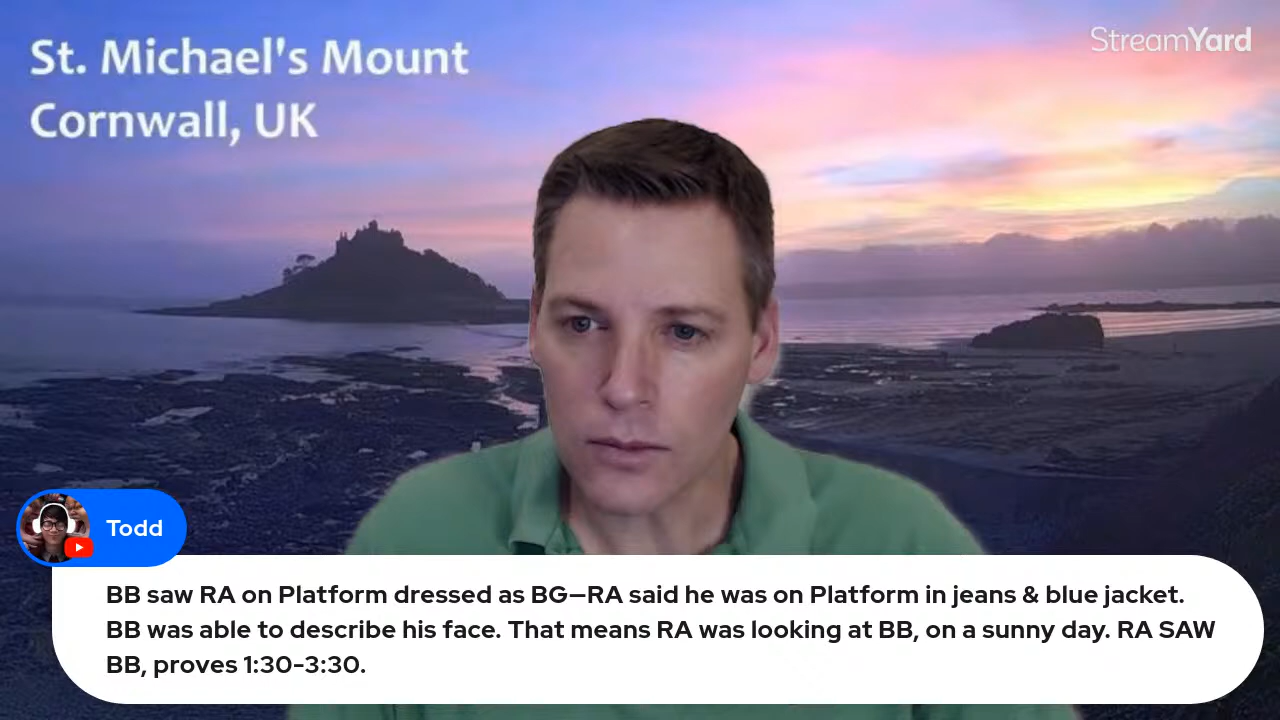 St. Michael's Mount
Cornwall, UK
StreamYard
Todd
BB saw RA on Platform dressed as BG—RA said he was on Platform in jeans & blue jacket.
BB was able to describe his face. That means RA was looking at BB, on a sunny day. RA SAW
BB, proves 1:30-3:30.